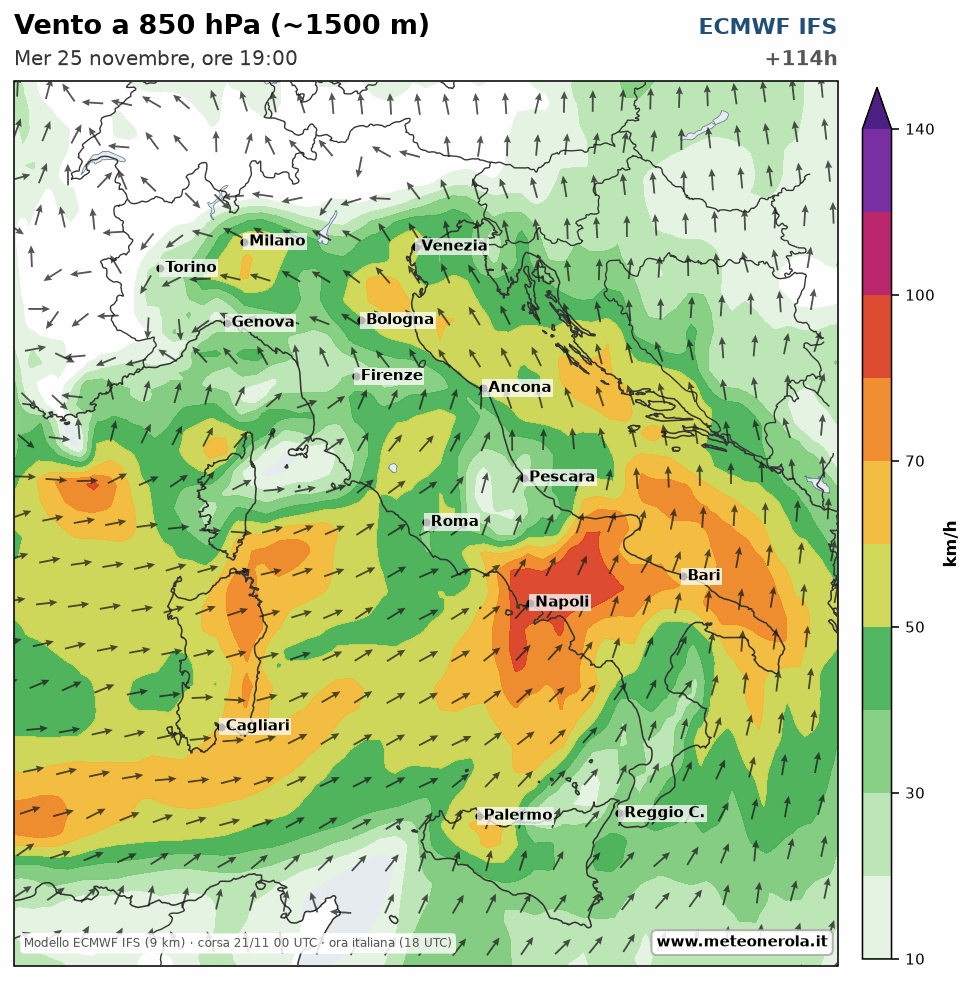 Vento a 850 hPa (~1500 m)
ECMWF IFS
Mer 25 novembre, ore 19:00
+114h
140
Milano
Venezia
Torino
100
Genova
Bologna
Firenze
Ancona
70
Pescara
Roma
km/h
Bari
Napoli
50
Cagliari
30
Palermo
Reggio C.
Modello ECMWF IFS (9 km) · corsa 21/11 00 UTC · ora italiana (18 UTC)
www.meteonerola.it
10